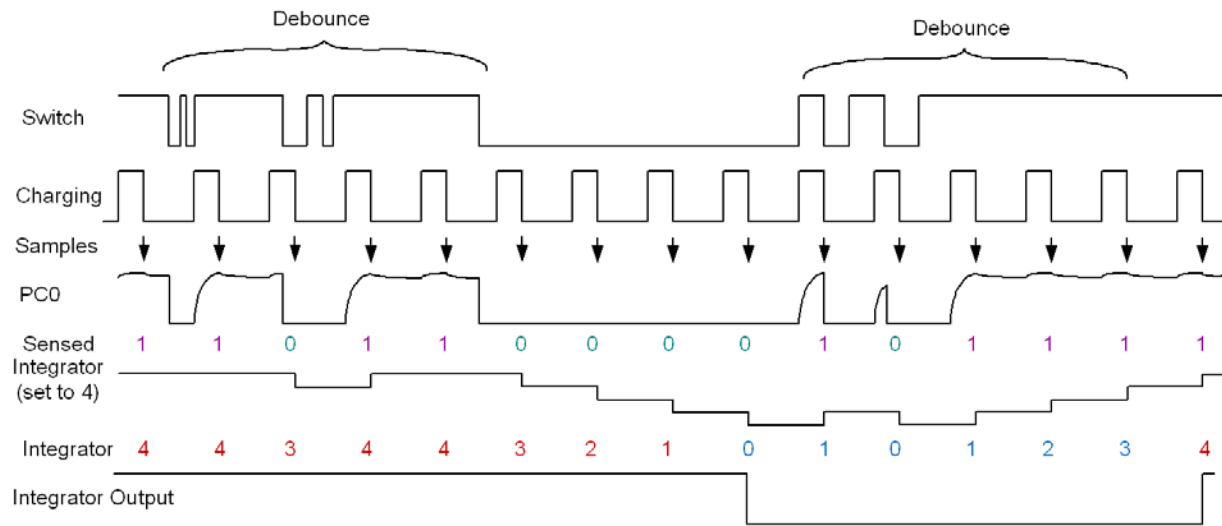 Debounce
Debounce
Switch
Charging
Samples
PC0
Sensed 1 1 0 1 1 0 0 0 0 1 0 1 1 1 1
Integrator
(set to 4)
Integrator 4 4 3 4 4 3 2 1 0 1 0 1 2 3 4
Integrator Output